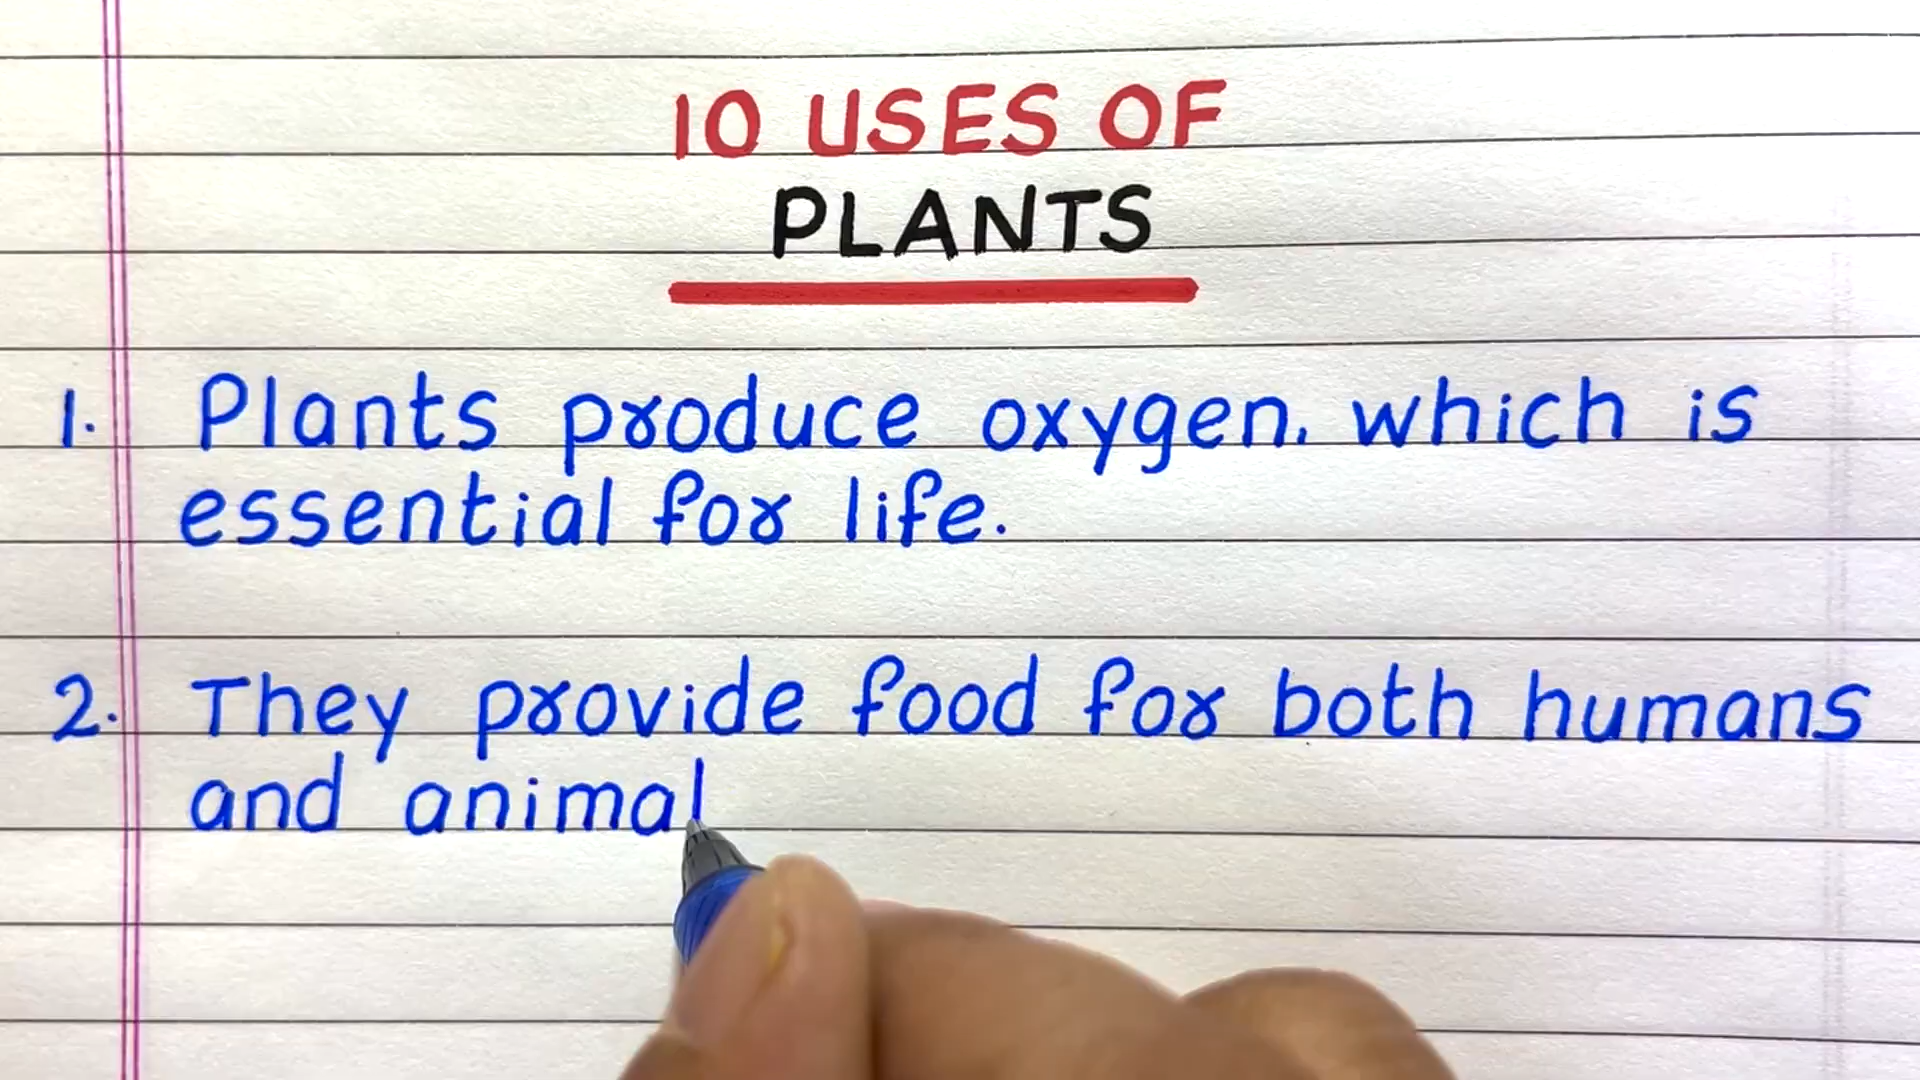 10 USES OF
PLANTS
1. Plants produce oxygen, which is
essential for life.
2. They provide food for both humans
and animal